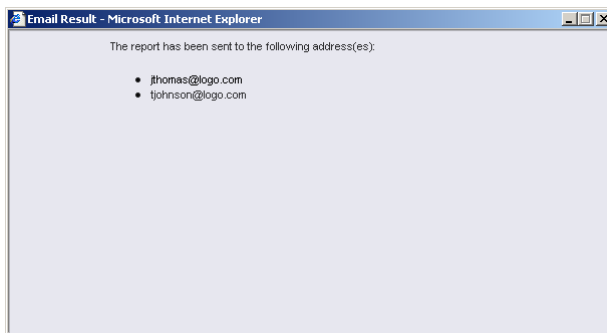 Email Result - Microsoft Internet Explorer
The report has been sent to the following address(es):
• jthomas@logo.com
• tjohnson@logo.com